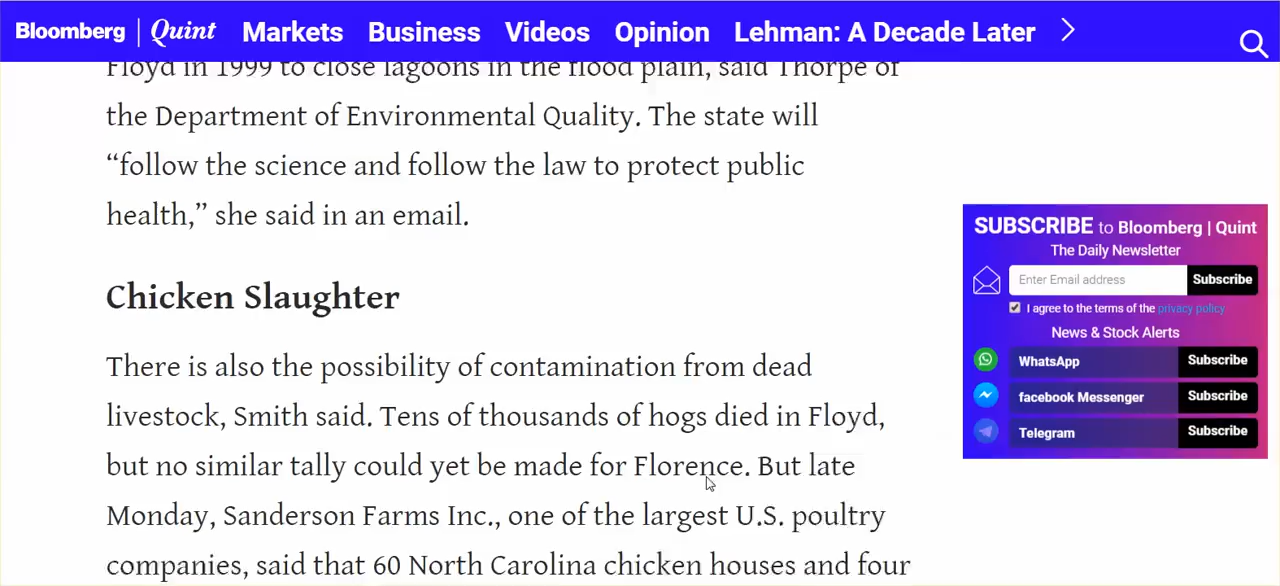 Bloomberg | Quint Markets Business Videos Opinion Lehman: A Decade Later
Floyd in 1999 to close lagoons in the flood plain, said Thorpe of
the Department of Environmental Quality. The state will
“follow the science and follow the law to protect public
health,” she said in an email.
Chicken Slaughter
There is also the possibility of contamination from dead
livestock, Smith said. Tens of thousands of hogs died in Floyd,
but no similar tally could yet be made for Florence. But late
Monday, Sanderson Farms Inc., one of the largest U.S. poultry
companies, said that 60 North Carolina chicken houses and four
SUBSCRIBE to Bloomberg | Quint
The Daily Newsletter
Enter Email address Subscribe
I agree to the terms of the privacy policy
News & Stock Alerts
WhatsApp Subscribe
facebook Messenger Subscribe
Telegram Subscribe